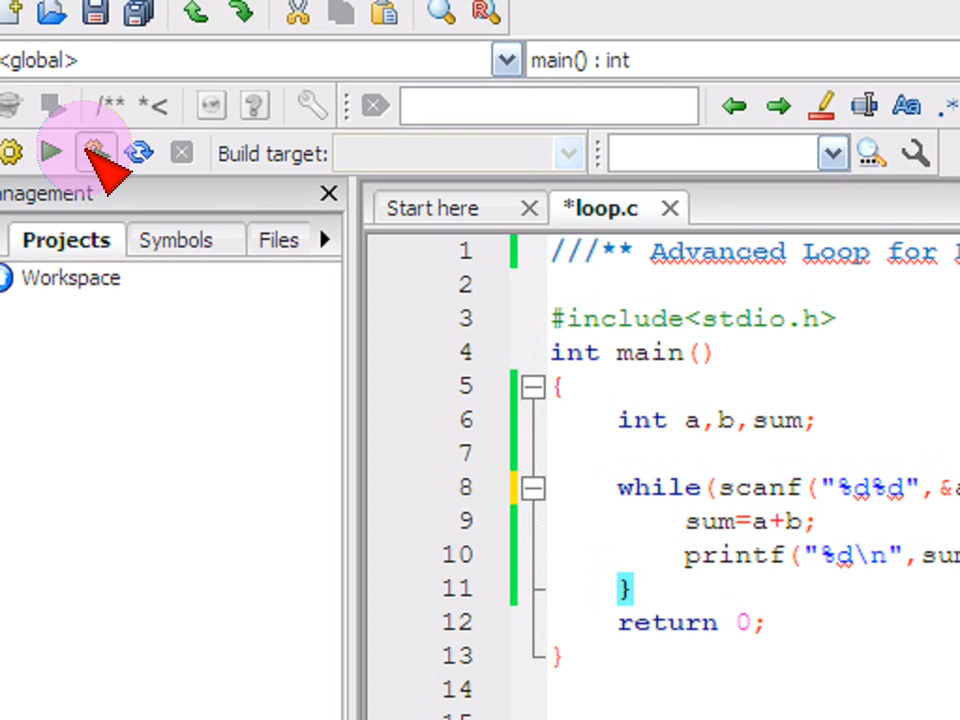 <global>
main() : int
/** *<
.*
Build target:
anagement
Projects
Symbols
Files
Workspace
Start here
*loop.c
1 ///** Advanced Loop for
2
3 #include<stdio.h>
4 int main()
5 {
6 int a,b,sum;
7
8 while(scanf("%d%d",&a
9 sum=a+b;
10 printf("%d\n",sum
11 }
12 return 0;
13 }
14